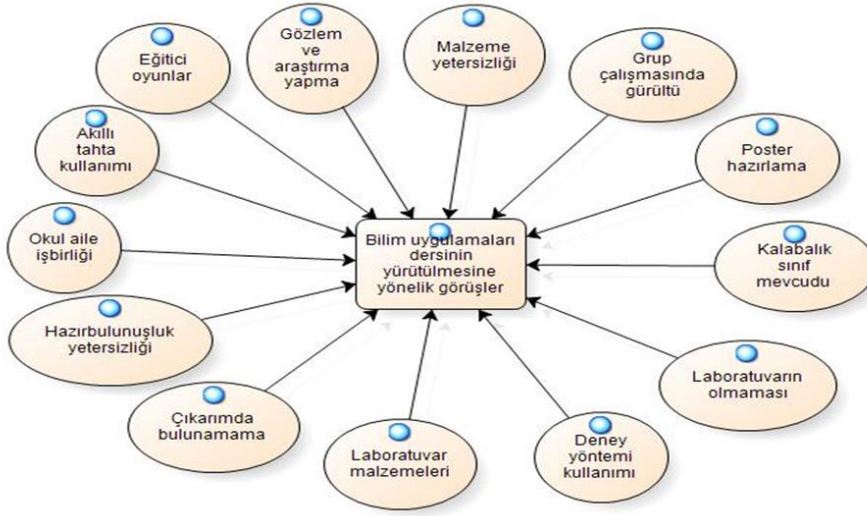 Eğitici
oyunlar
Gözlem
ve
araştırma
yapma
Malzeme
yetersizliği
Grup
çalışmasında
gürültü
Akıllı
tahta
kullanımı
Poster
hazırlama
Okul aile
işbirliği
Bilim uygulamaları
dersinin
yürütülmesine
yönelik görüşler
Kalabalık
sınıf
mevcudu
Hazırbulunuşluk
yetersizliği
Laboratuvarın
olmaması
Çıkarımda
bulunamama
Laboratuvar
malzemeleri
Deney
yöntemi
kullanımı